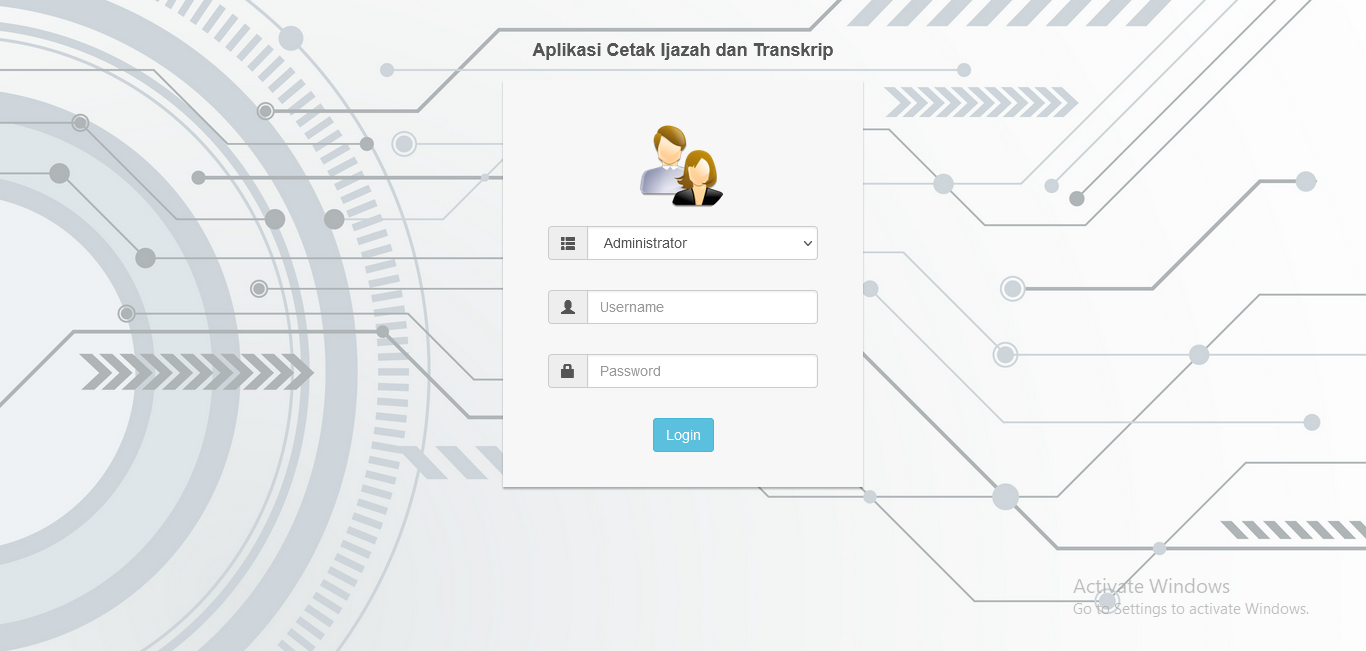 Aplikasi Cetak Ijazah dan Transkrip
Administrator
Username
Password
Login
Activate Windows
Go to Settings to activate Windows.